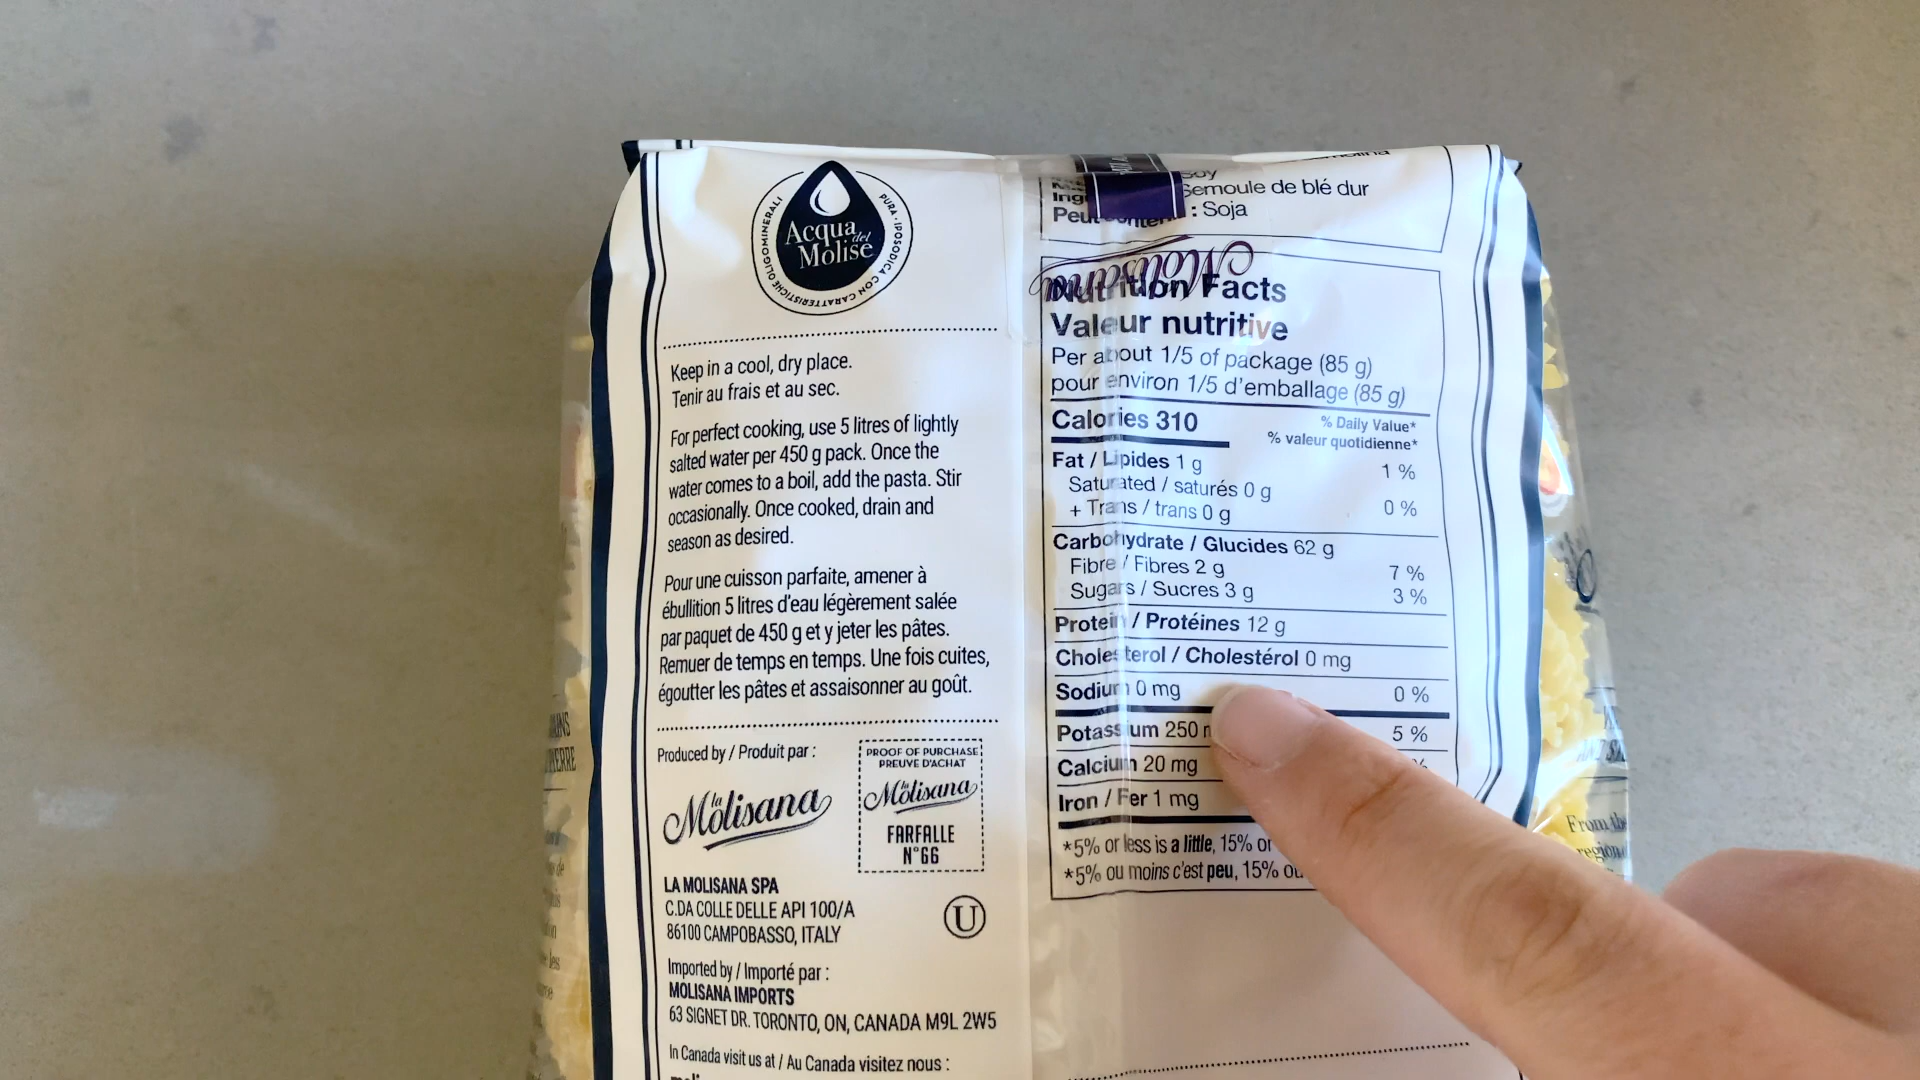 Acqua
del
Molise
PURA · IPOSODICA CON CARATTERISTICHE OLIGOMINERALI
Keep in a cool, dry place.
Tenir au frais et au sec.
For perfect cooking, use 5 litres of lightly
salted water per 450 g pack. Once the
water comes to a boil, add the pasta. Stir
occasionally. Once cooked, drain and
season as desired.
Pour une cuisson parfaite, amener à
ébullition 5 litres d'eau légèrement salée
par paquet de 450 g et y jeter les pâtes.
Remuer de temps en temps. Une fois cuites,
égoutter les pâtes et assaisonner au goût.
Produced by / Produit par :
la
Molisana
PROOF OF PURCHASE
PREUVE D'ACHAT
la
Molisana
FARFALLE
N°66
LA MOLISANA SPA
C.DA COLLE DELLE API 100/A
86100 CAMPOBASSO, ITALY
U
Imported by / Importé par :
MOLISANA IMPORTS
63 SIGNET DR. TORONTO, ON, CANADA M9L 2W5
In Canada visit us at / Au Canada visitez nous :
Soy
Semoule de blé dur
: Soja
Molisana
Nutrition Facts
Valeur nutritive
Per about 1/5 of package (85 g)
pour environ 1/5 d'emballage (85 g)
Calories 310
% Daily Value*
% valeur quotidienne*
Fat / Lipides 1 g 1 %
Saturated / saturés 0 g
+ Trans / trans 0 g 0 %
Carbohydrate / Glucides 62 g
Fibre / Fibres 2 g 7 %
Sugars / Sucres 3 g 3 %
Protein / Protéines 12 g
Cholesterol / Cholestérol 0 mg
Sodium 0 mg 0 %
Potassium 250 5 %
Calcium 20 mg %
Iron / Fer 1 mg
*5% or less is a little, 15% or
*5% ou moins c'est peu, 15% ou
From the
region